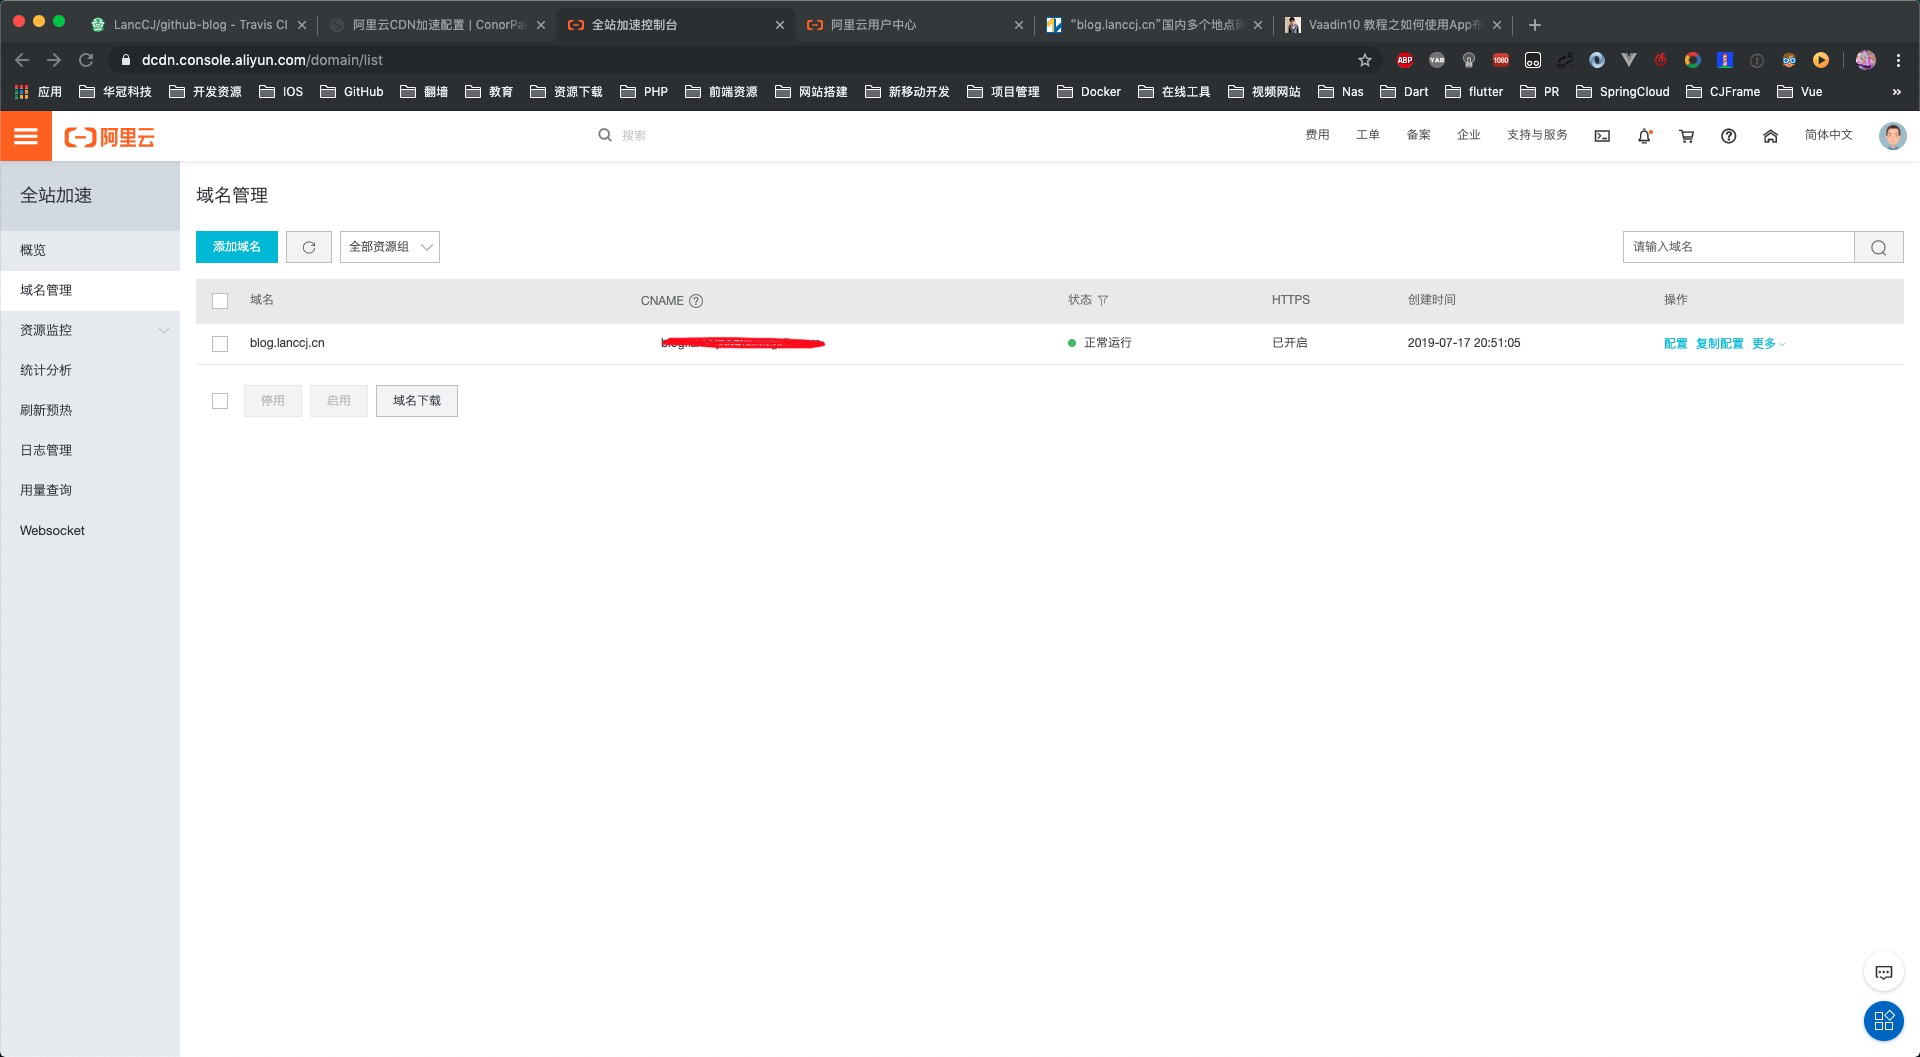 LancCJ/github-blog - Travis CI
阿里云CDN加速配置 | ConorPai
全站加速控制台
阿里云用户中心
“blog.lanccj.cn”国内多个地点
Vaadin10 教程之如何使用App
dcdn.console.aliyun.com/domain/list
ABP
YAB
1080
应用
华冠科技
开发资源
IOS
GitHub
翻墙
教育
资源下载
PHP
前端资源
网站搭建
新移动开发
项目管理
Docker
在线工具
视频网站
Nas
Dart
flutter
PR
SpringCloud
CJFrame
Vue
»
阿里云
搜索
费用
工单
备案
企业
支持与服务
简体中文
全站加速
概览
域名管理
资源监控
统计分析
刷新预热
日志管理
用量查询
Websocket
域名管理
添加域名
全部资源组
请输入域名
域名 CNAME 状态 HTTPS 创建时间 操作
blog.lanccj.cn 正常运行 已开启 2019-07-17 20:51:05 配置 复制配置 更多
停用 启用 域名下载